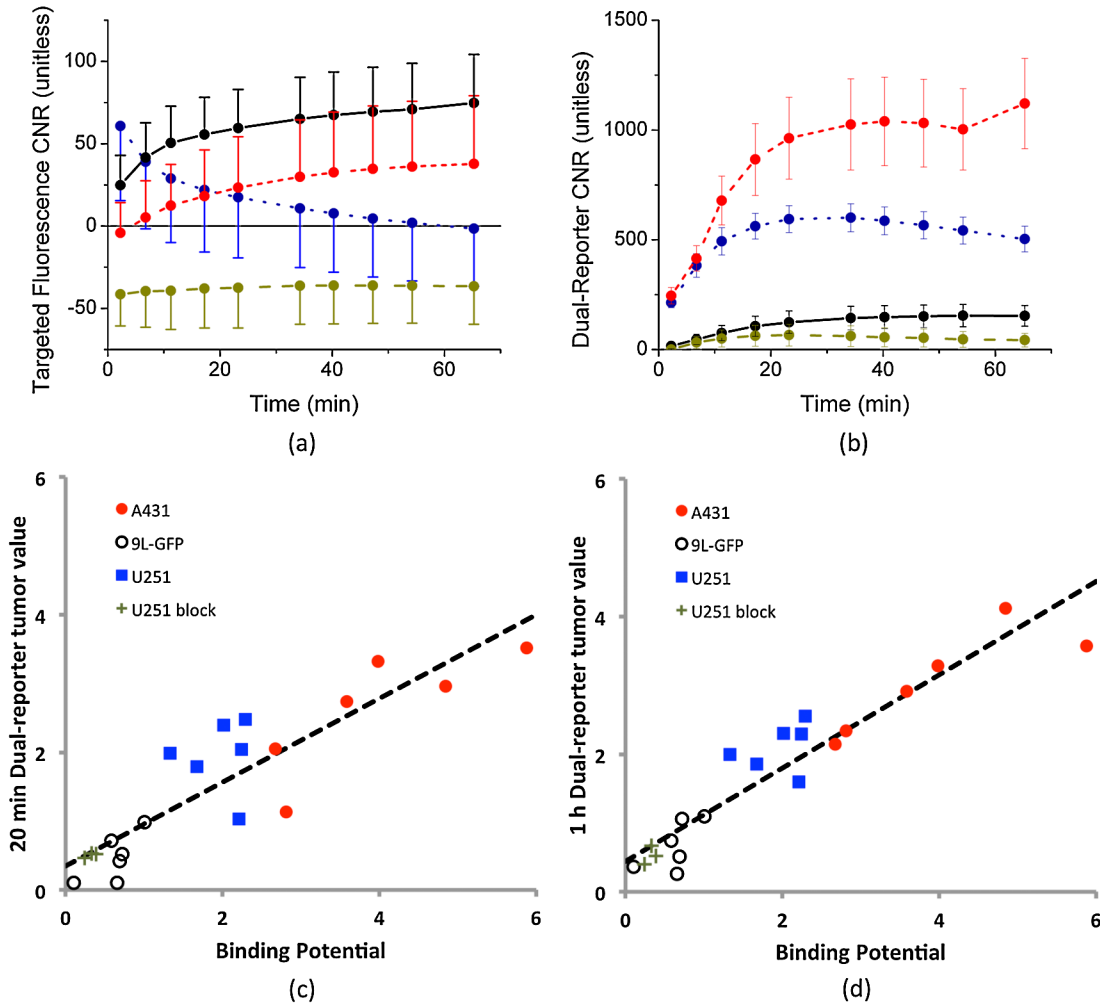 Targeted Fluorescence CNR (unitless)
100
50
0
-50
0
20
40
60
Time (min)
(a)
Dual-Reporter CNR (unitless)
1500
1000
500
0
0
20
40
60
Time (min)
(b)
20 min Dual-reporter tumor value
6
4
2
0
A431
9L-GFP
U251
U251 block
0
2
4
6
Binding Potential
(c)
1 h Dual-reporter tumor value
6
4
2
0
A431
9L-GFP
U251
U251 block
0
2
4
6
Binding Potential
(d)